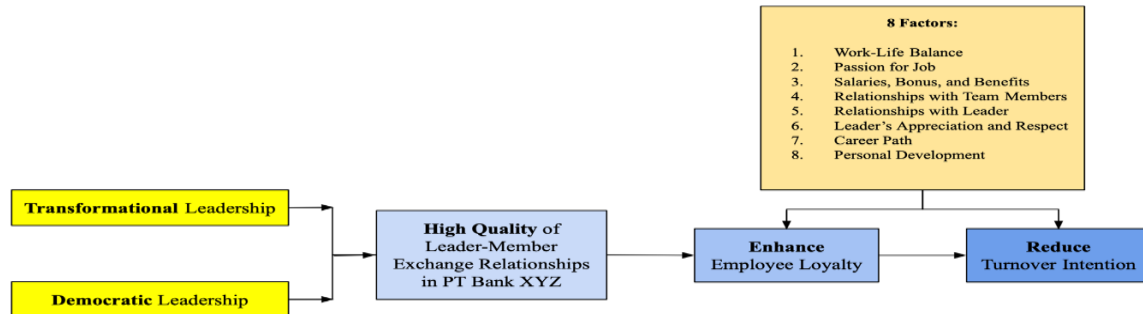 8 Factors:
1. Work-Life Balance
2. Passion for Job
3. Salaries, Bonus, and Benefits
4. Relationships with Team Members
5. Relationships with Leader
6. Leader's Appreciation and Respect
7. Career Path
8. Personal Development
Transformational Leadership
Democratic Leadership
High Quality of
Leader-Member
Exchange Relationships
in PT Bank XYZ
Enhance
Employee Loyalty
Reduce
Turnover Intention